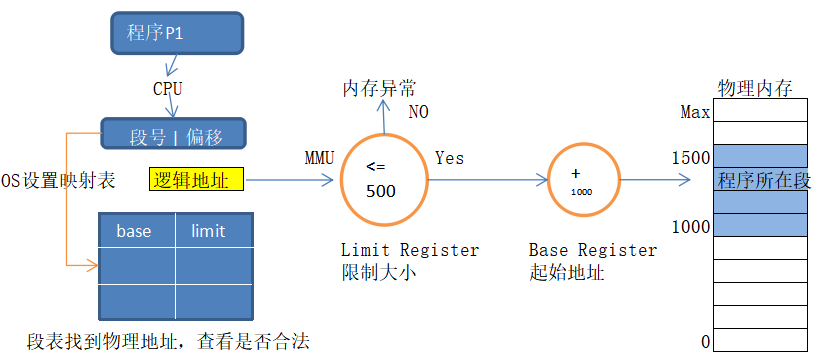 程序P1
CPU
段号 | 偏移
OS设置映射表
逻辑地址
base
limit
段表找到物理地址，查看是否合法
MMU
内存异常
NO
<=
500
Yes
Limit Register
限制大小
+
1000
Base Register
起始地址
物理内存
Max
1500
程序所在段
1000
0